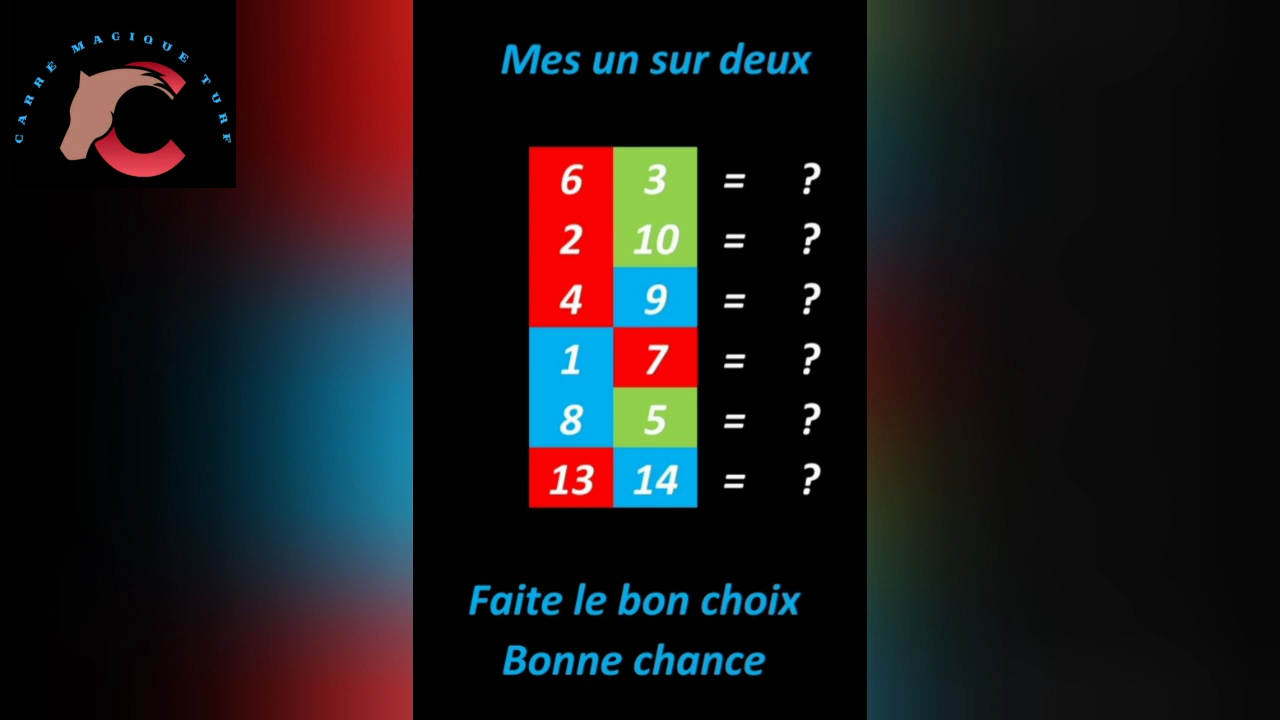 CARRE MAGIQUE TURF
Mes un sur deux
6 3 = ?
2 10 = ?
4 9 = ?
1 7 = ?
8 5 = ?
13 14 = ?
Faite le bon choix
Bonne chance